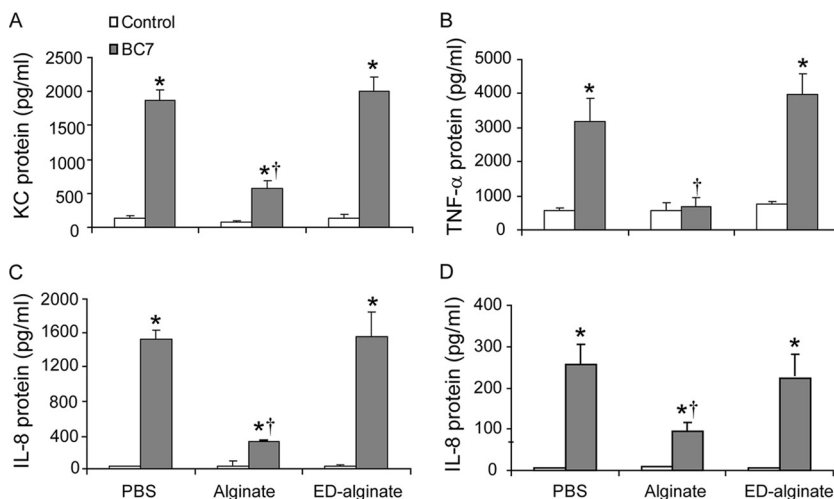 A
Control
BC7
KC protein (pg/ml)
2500
2000
1500
1000
500
0
*
*†
*
B
TNF-α protein (pg/ml)
5000
4000
3000
1000
1000
0
*
†
*
C
IL-8 protein (pg/ml)
2000
1600
1200
400
400
0
*
*†
*
PBS
Alginate
ED-alginate
D
IL-8 protein (pg/ml)
400
300
200
100
0
*
*†
*
PBS
Alginate
ED-alginate